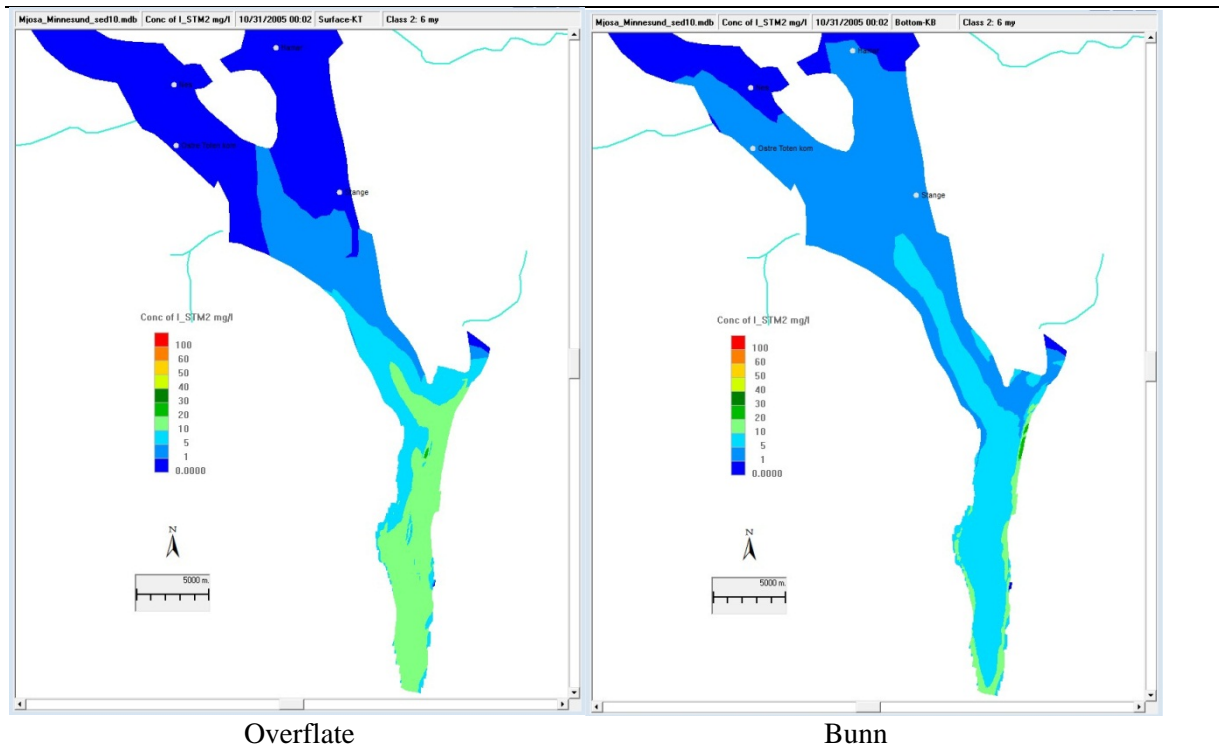 Mjosa_Minnesund_sed10.mdb Conc of I_STM2 mg/l 10/31/2005 00:02 Surface-KT Class 2: 6 my
Ostre Toten kom
Stange
Conc of I_STM2 mg/l
100
60
50
40
30
20
10
5
1
0.0000
N
5000 m.
Overflate
Mjosa_Minnesund_sed10.mdb Conc of I_STM2 mg/l 10/31/2005 00:02 Bottom-KB Class 2: 6 my
Ostre Toten kom
Stange
Conc of I_STM2 mg/l
100
60
50
40
30
20
10
5
1
0.0000
N
5000 m.
Bunn